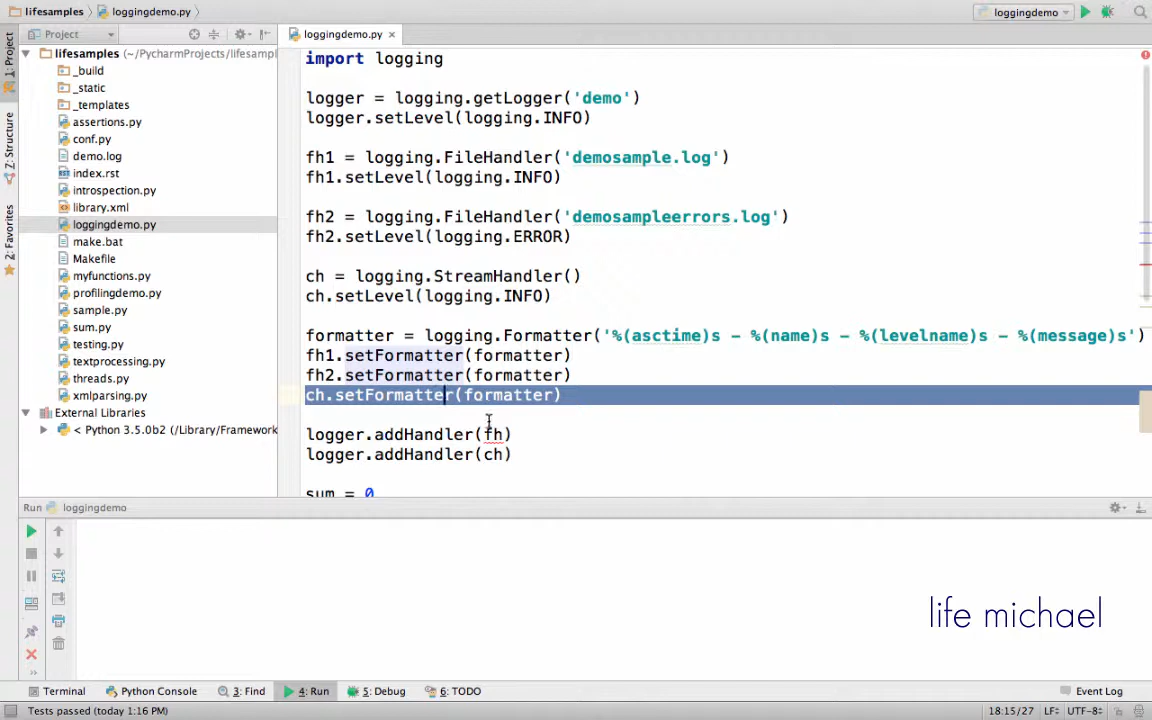 lifesamples loggingdemo.py loggingdemo
Project loggingdemo.py
1: Project
Z: Structure
2: Favorites
lifesamples (~/PycharmProjects/lifesampl
_build
_static
_templates
assertions.py
conf.py
demo.log
index.rst
introspection.py
library.xml
loggingdemo.py
make.bat
Makefile
myfunctions.py
profilingdemo.py
sample.py
sum.py
testing.py
textprocessing.py
threads.py
xmlparsing.py
External Libraries
< Python 3.5.0b2 (/Library/Framework
import logging
logger = logging.getLogger('demo')
logger.setLevel(logging.INFO)
fh1 = logging.FileHandler('demosample.log')
fh1.setLevel(logging.INFO)
fh2 = logging.FileHandler('demosampleerrors.log')
fh2.setLevel(logging.ERROR)
ch = logging.StreamHandler()
ch.setLevel(logging.INFO)
formatter = logging.Formatter('%(asctime)s - %(name)s - %(levelname)s - %(message)s')
fh1.setFormatter(formatter)
fh2.setFormatter(formatter)
ch.setFormatter(formatter)
logger.addHandler(fh)
logger.addHandler(ch)
sum = 0
Run loggingdemo
life michael
Terminal Python Console 3: Find 4: Run 5: Debug 6: TODO Event Log
Tests passed (today 1:16 PM) 18:15/27 LF÷ UTF-8÷